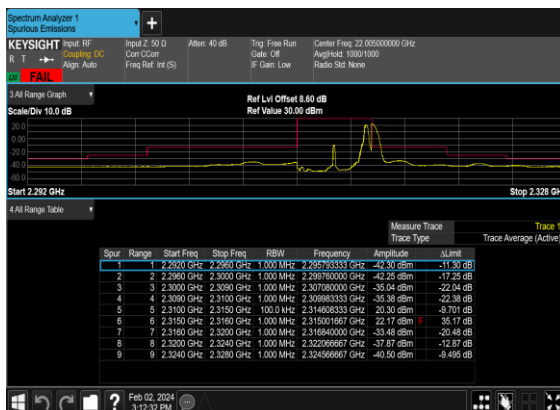 Spectrum Analyzer 1
Spurious Emissions
KEYSIGHT Input: RF Input Z: 50 Ω Atten: 40 dB Trig: Free Run Center Freq: 22.005000000 GHz
R T Coupling: DC Corr CCorr Gate: Off Avg|Hold: 1000/1000
Align: Auto Freq Ref: Int (S) IF Gain: Low Radio Std: None
FAIL
3 All Range Graph
Ref Lvl Offset 8.60 dB
Scale/Div 10.0 dB Ref Value 30.00 dBm
20.0
0.00
-20.0
-40.0
-60.0
Start 2.292 GHz Stop 2.328 GH
4 All Range Table
Measure Trace Trace 1
Trace Type Trace Average (Active)
Spur Range Start Freq Stop Freq RBW Frequency Amplitude ΔLimit
1 1 2.2920 GHz 2.2960 GHz 1.000 MHz 2.295793333 GHz -42.30 dBm -11.30 dB
2 2 2.2960 GHz 2.3000 GHz 1.000 MHz 2.299760000 GHz -42.25 dBm -17.25 dB
3 3 2.3000 GHz 2.3090 GHz 1.000 MHz 2.307080000 GHz -35.04 dBm -22.04 dB
4 4 2.3090 GHz 2.3100 GHz 1.000 MHz 2.309983333 GHz -35.38 dBm -22.38 dB
5 5 2.3100 GHz 2.3150 GHz 100.0 kHz 2.314608333 GHz 20.30 dBm -9.701 dB
6 6 2.3150 GHz 2.3160 GHz 1.000 MHz 2.315001667 GHz 22.17 dBm F 35.17 dB
7 7 2.3160 GHz 2.3200 GHz 1.000 MHz 2.316840000 GHz -33.48 dBm -20.48 dB
8 8 2.3200 GHz 2.3240 GHz 1.000 MHz 2.322066667 GHz -37.87 dBm -12.87 dB
9 9 2.3240 GHz 2.3280 GHz 1.000 MHz 2.324566667 GHz -40.50 dBm -9.495 dB
Feb 02, 2024
3:12:32 PM